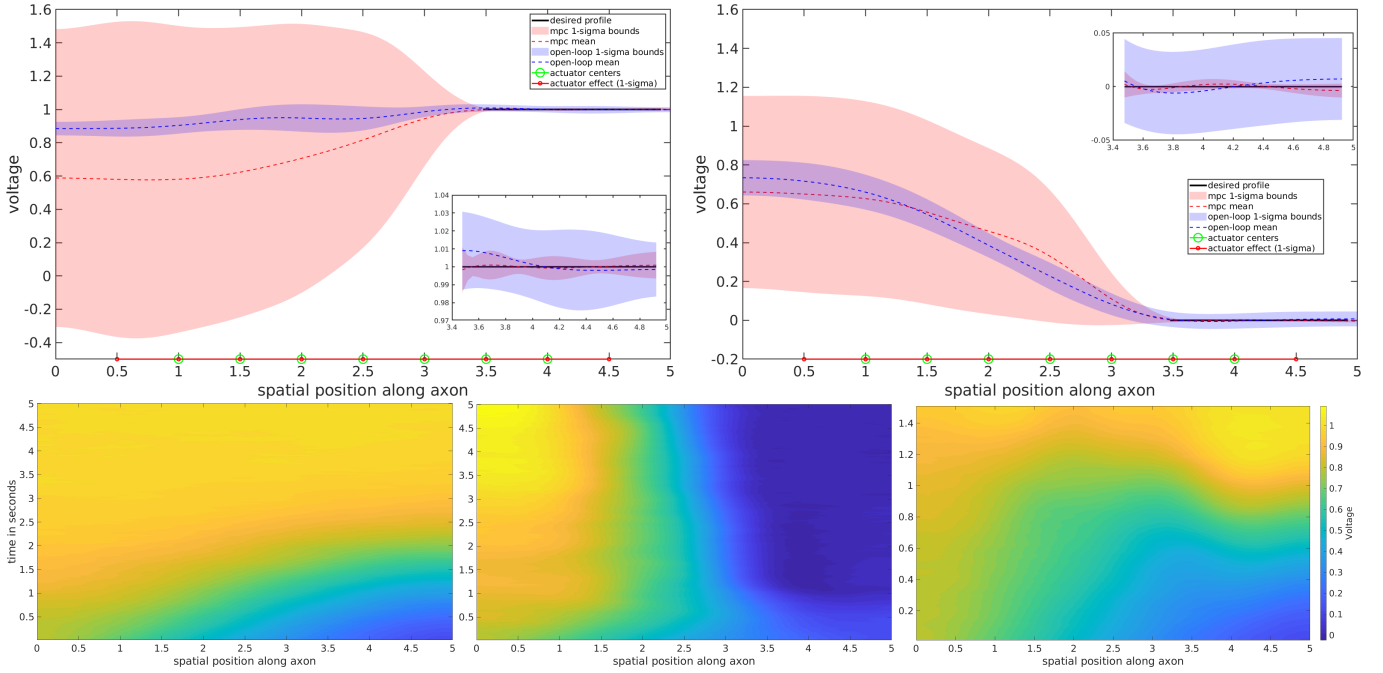 1.6
1.4
1.2
1
0.8
0.6
0.4
0.2
0
-0.2
-0.4
voltage
desired profile
mpc 1-sigma bounds
mpc mean
open-loop 1-sigma bounds
open-loop mean
actuator centers
actuator effect (1-sigma)
1.04
1.03
1.02
1.01
1
0.99
0.98
0.97
3.4 3.6 3.8 4 4.2 4.4 4.6 4.8 5
0 0.5 1 1.5 2 2.5 3 3.5 4 4.5 5
spatial position along axon
1.6
1.4
1.2
1
0.8
0.6
0.4
0.2
0
-0.2
voltage
0.05
0
-0.05
3.4 3.6 3.8 4 4.2 4.4 4.6 4.8 5
desired profile
mpc 1-sigma bounds
mpc mean
open-loop 1-sigma bounds
open-loop mean
actuator centers
actuator effect (1-sigma)
0 0.5 1 1.5 2 2.5 3 3.5 4 4.5 5
spatial position along axon
5
4.5
4
3.5
3
2.5
2
1.5
1
0.5
time in seconds
0 0.5 1 1.5 2 2.5 3 3.5 4 4.5 5
spatial position along axon
5
4.5
4
3.5
3
2.5
2
1.5
1
0.5
0 0.5 1 1.5 2 2.5 3 3.5 4 4.5 5
spatial position along axon
1.4
1.2
1
0.8
0.6
0.4
0.2
0 0.5 1 1.5 2 2.5 3 3.5 4 4.5 5
spatial position along axon
1
0.9
0.8
0.7
0.6
0.5
0.4
0.3
0.2
0.1
0
Voltage